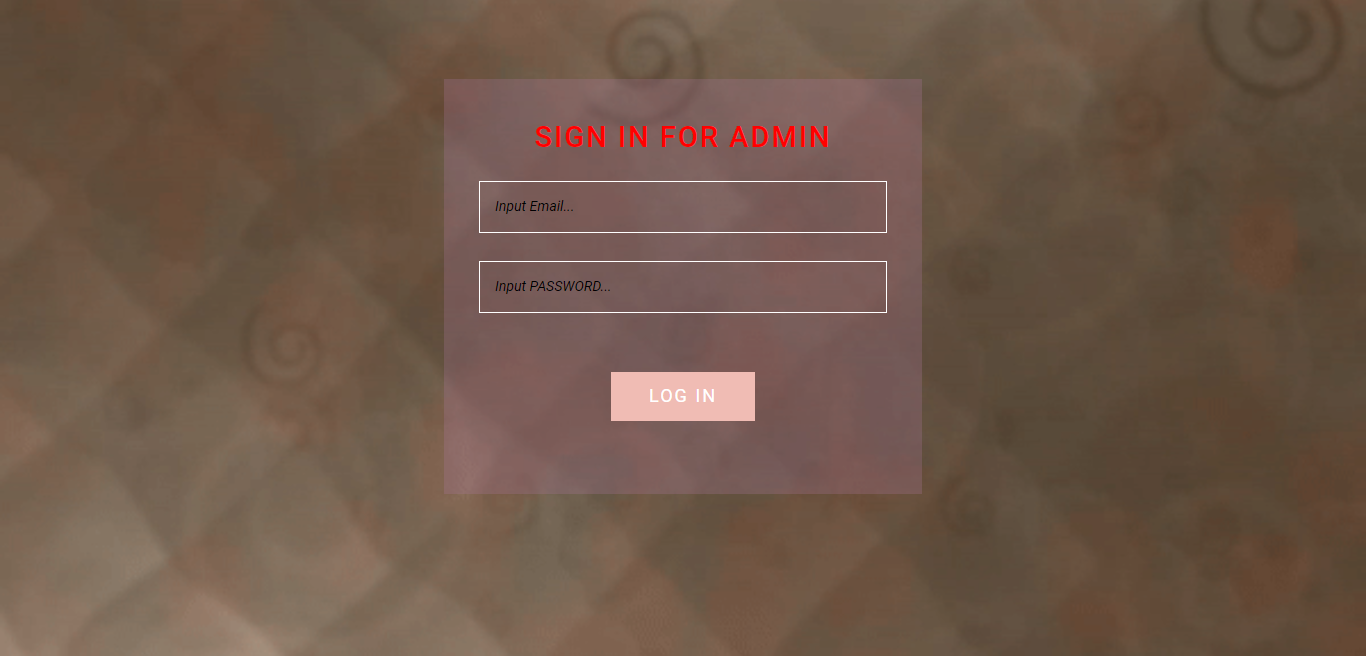 SIGN IN FOR ADMIN
Input Email...
Input PASSWORD...
LOG IN